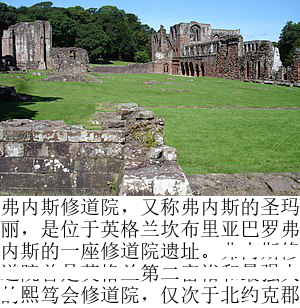 弗内斯修道院，又称弗内斯的圣玛
丽，是位于英格兰坎布里亚巴罗弗
内斯的一座修道院遗址。
的熙笃会修道院，仅次于北约克郡